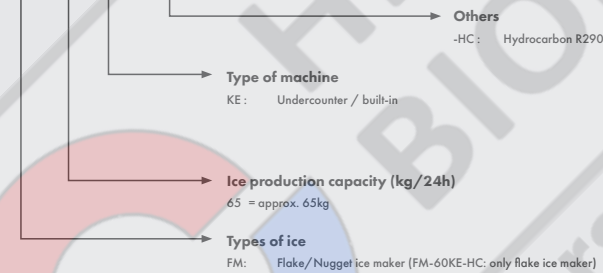 Others
-HC : Hydrocarbon R290
Type of machine
KE : Undercounter / built-in
Ice production capacity (kg/24h)
65 = approx. 65kg
Types of ice
FM: Flake/Nugget ice maker (FM-60KE-HC: only flake ice maker)